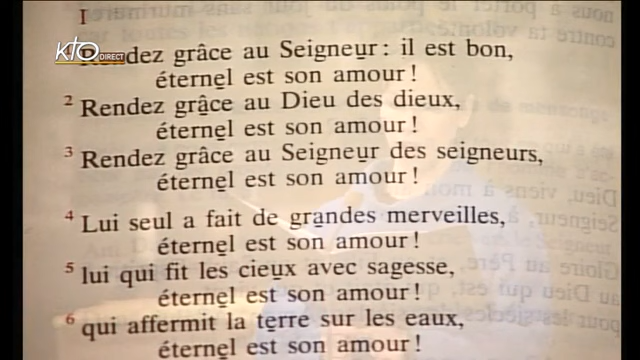 I
KTO DIRECT
Rendez grâce au Seigneur : il est bon,
éternel est son amour !
2 Rendez grâce au Dieu des dieux,
éternel est son amour !
3 Rendez grâce au Seigneur des seigneurs,
éternel est son amour !
4 Lui seul a fait de grandes merveilles,
éternel est son amour !
5 lui qui fit les cieux avec sagesse,
éternel est son amour !
6 qui affermit la terre sur les eaux,
éternel est son amour !